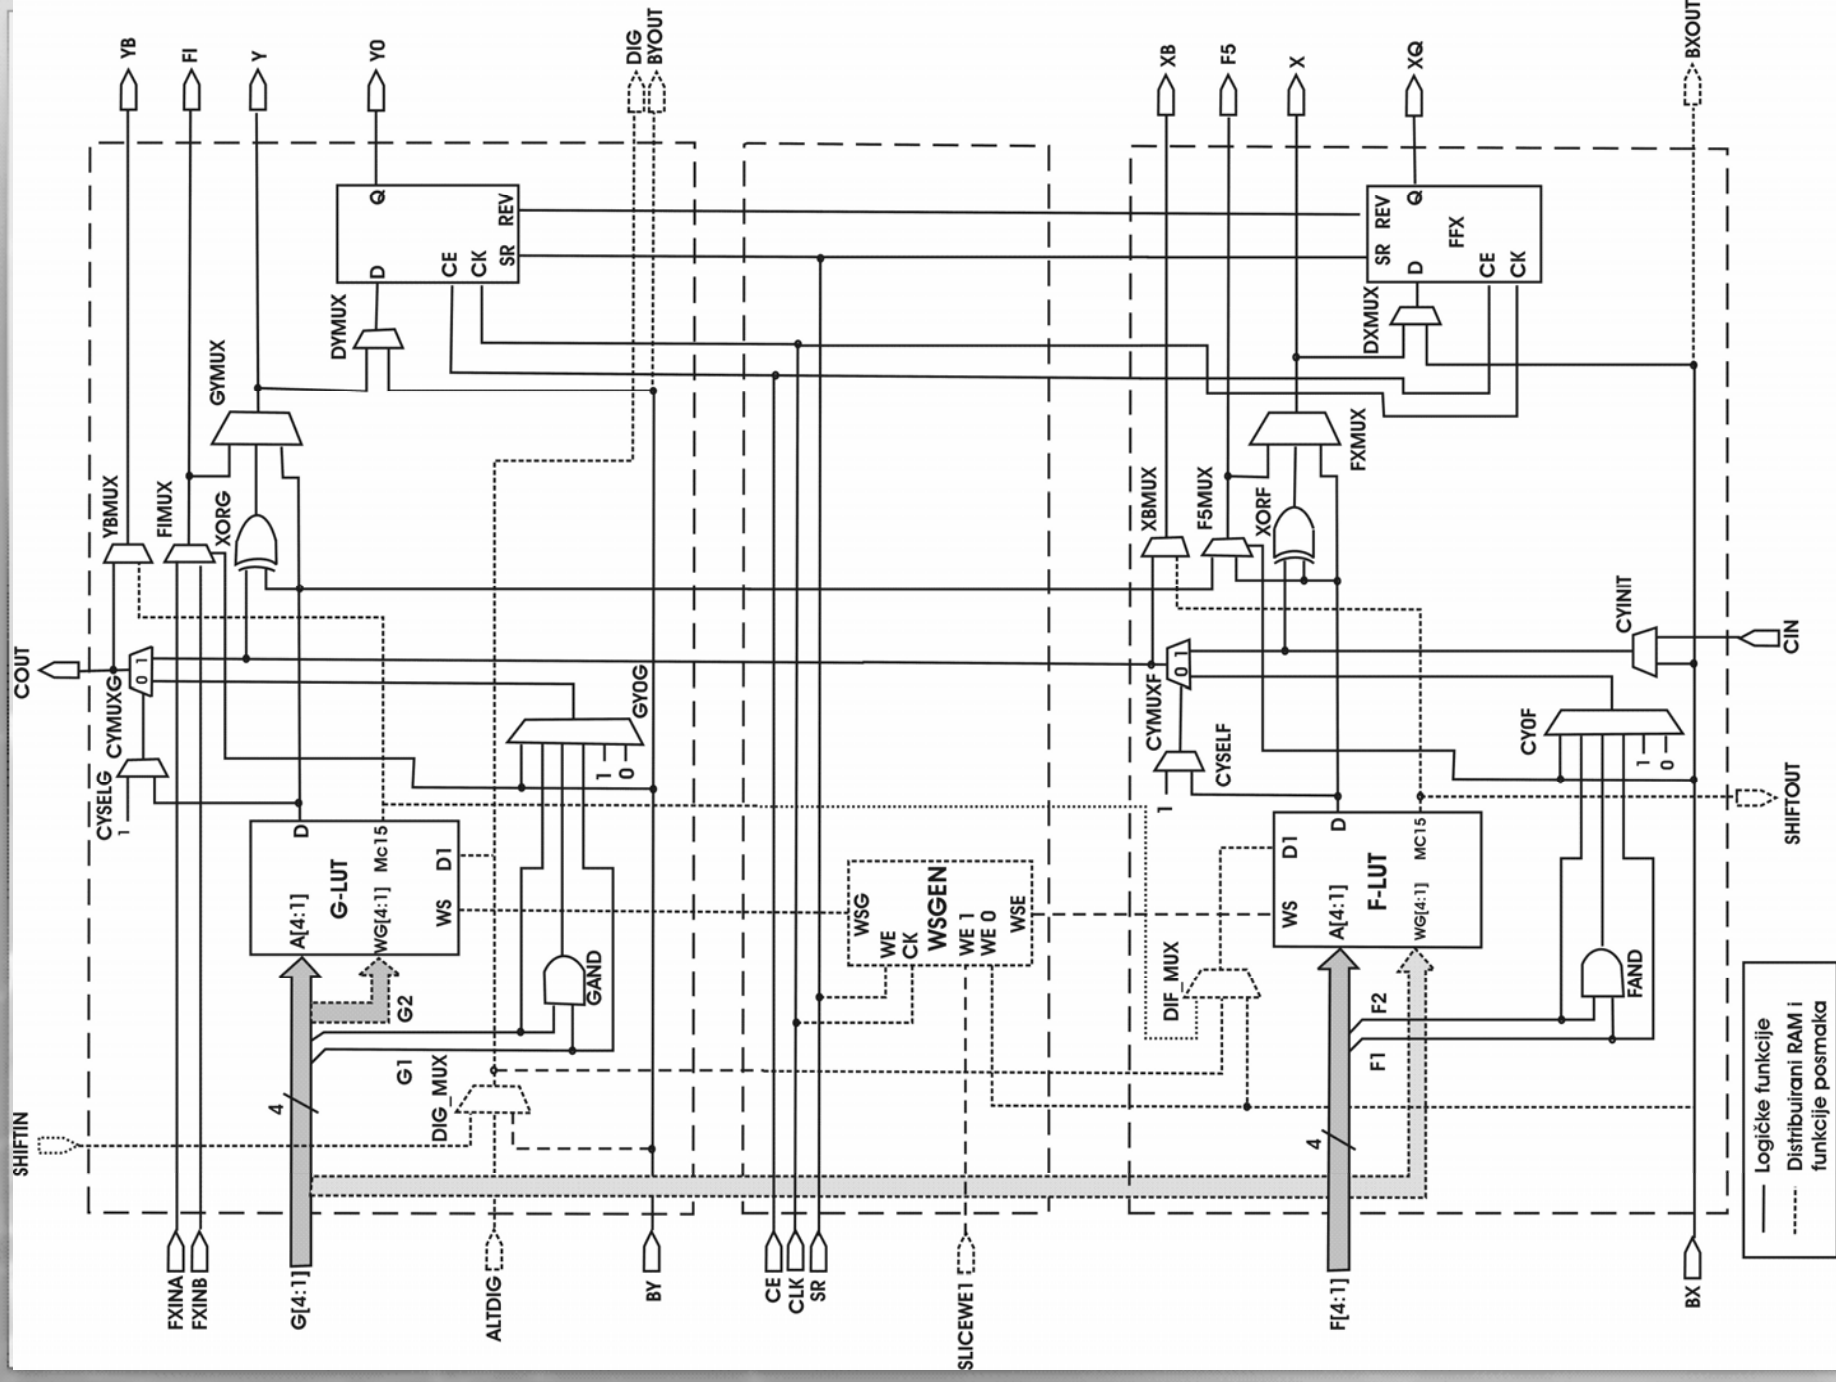 YB
FI
Y
Y0
DIG
BYOUT
XB
F5
X
XQ
BXOUT
Q
REV
SR
D
CE
CK
DYMUX
GYMUX
YBMUX
FIMUX
XORG
Q
REV
SR
FFX
D
CE
CK
DXMUX
FXMUX
XBMUX
F5MUX
XORF
COUT
CYMUXG
0 1
CYSELG
1
GY0G
1
0
CYINIT
CIN
CYMUXF
0 1
CYSELF
1
CY0F
1
0
SHIFTOUT
D
Mc15
D1
G-LUT
A[4:1]
WG[4:1]
WS
WSG
WE
CK
WSGEN
WE 1
WE 0
WSE
D
MC15
D1
F-LUT
WS
A[4:1]
WG[4:1]
GAND
G2
G1
DIG_MUX
4
SHIFTIN
DIF_MUX
F2
F1
FAND
4
FXINA
FXINB
G[4:1]
ALTDIG
BY
CE
CLK
SR
SLICEWE1
F[4:1]
BX
Logičke funkcije
Distribuirani RAM i
funkcije posmaka